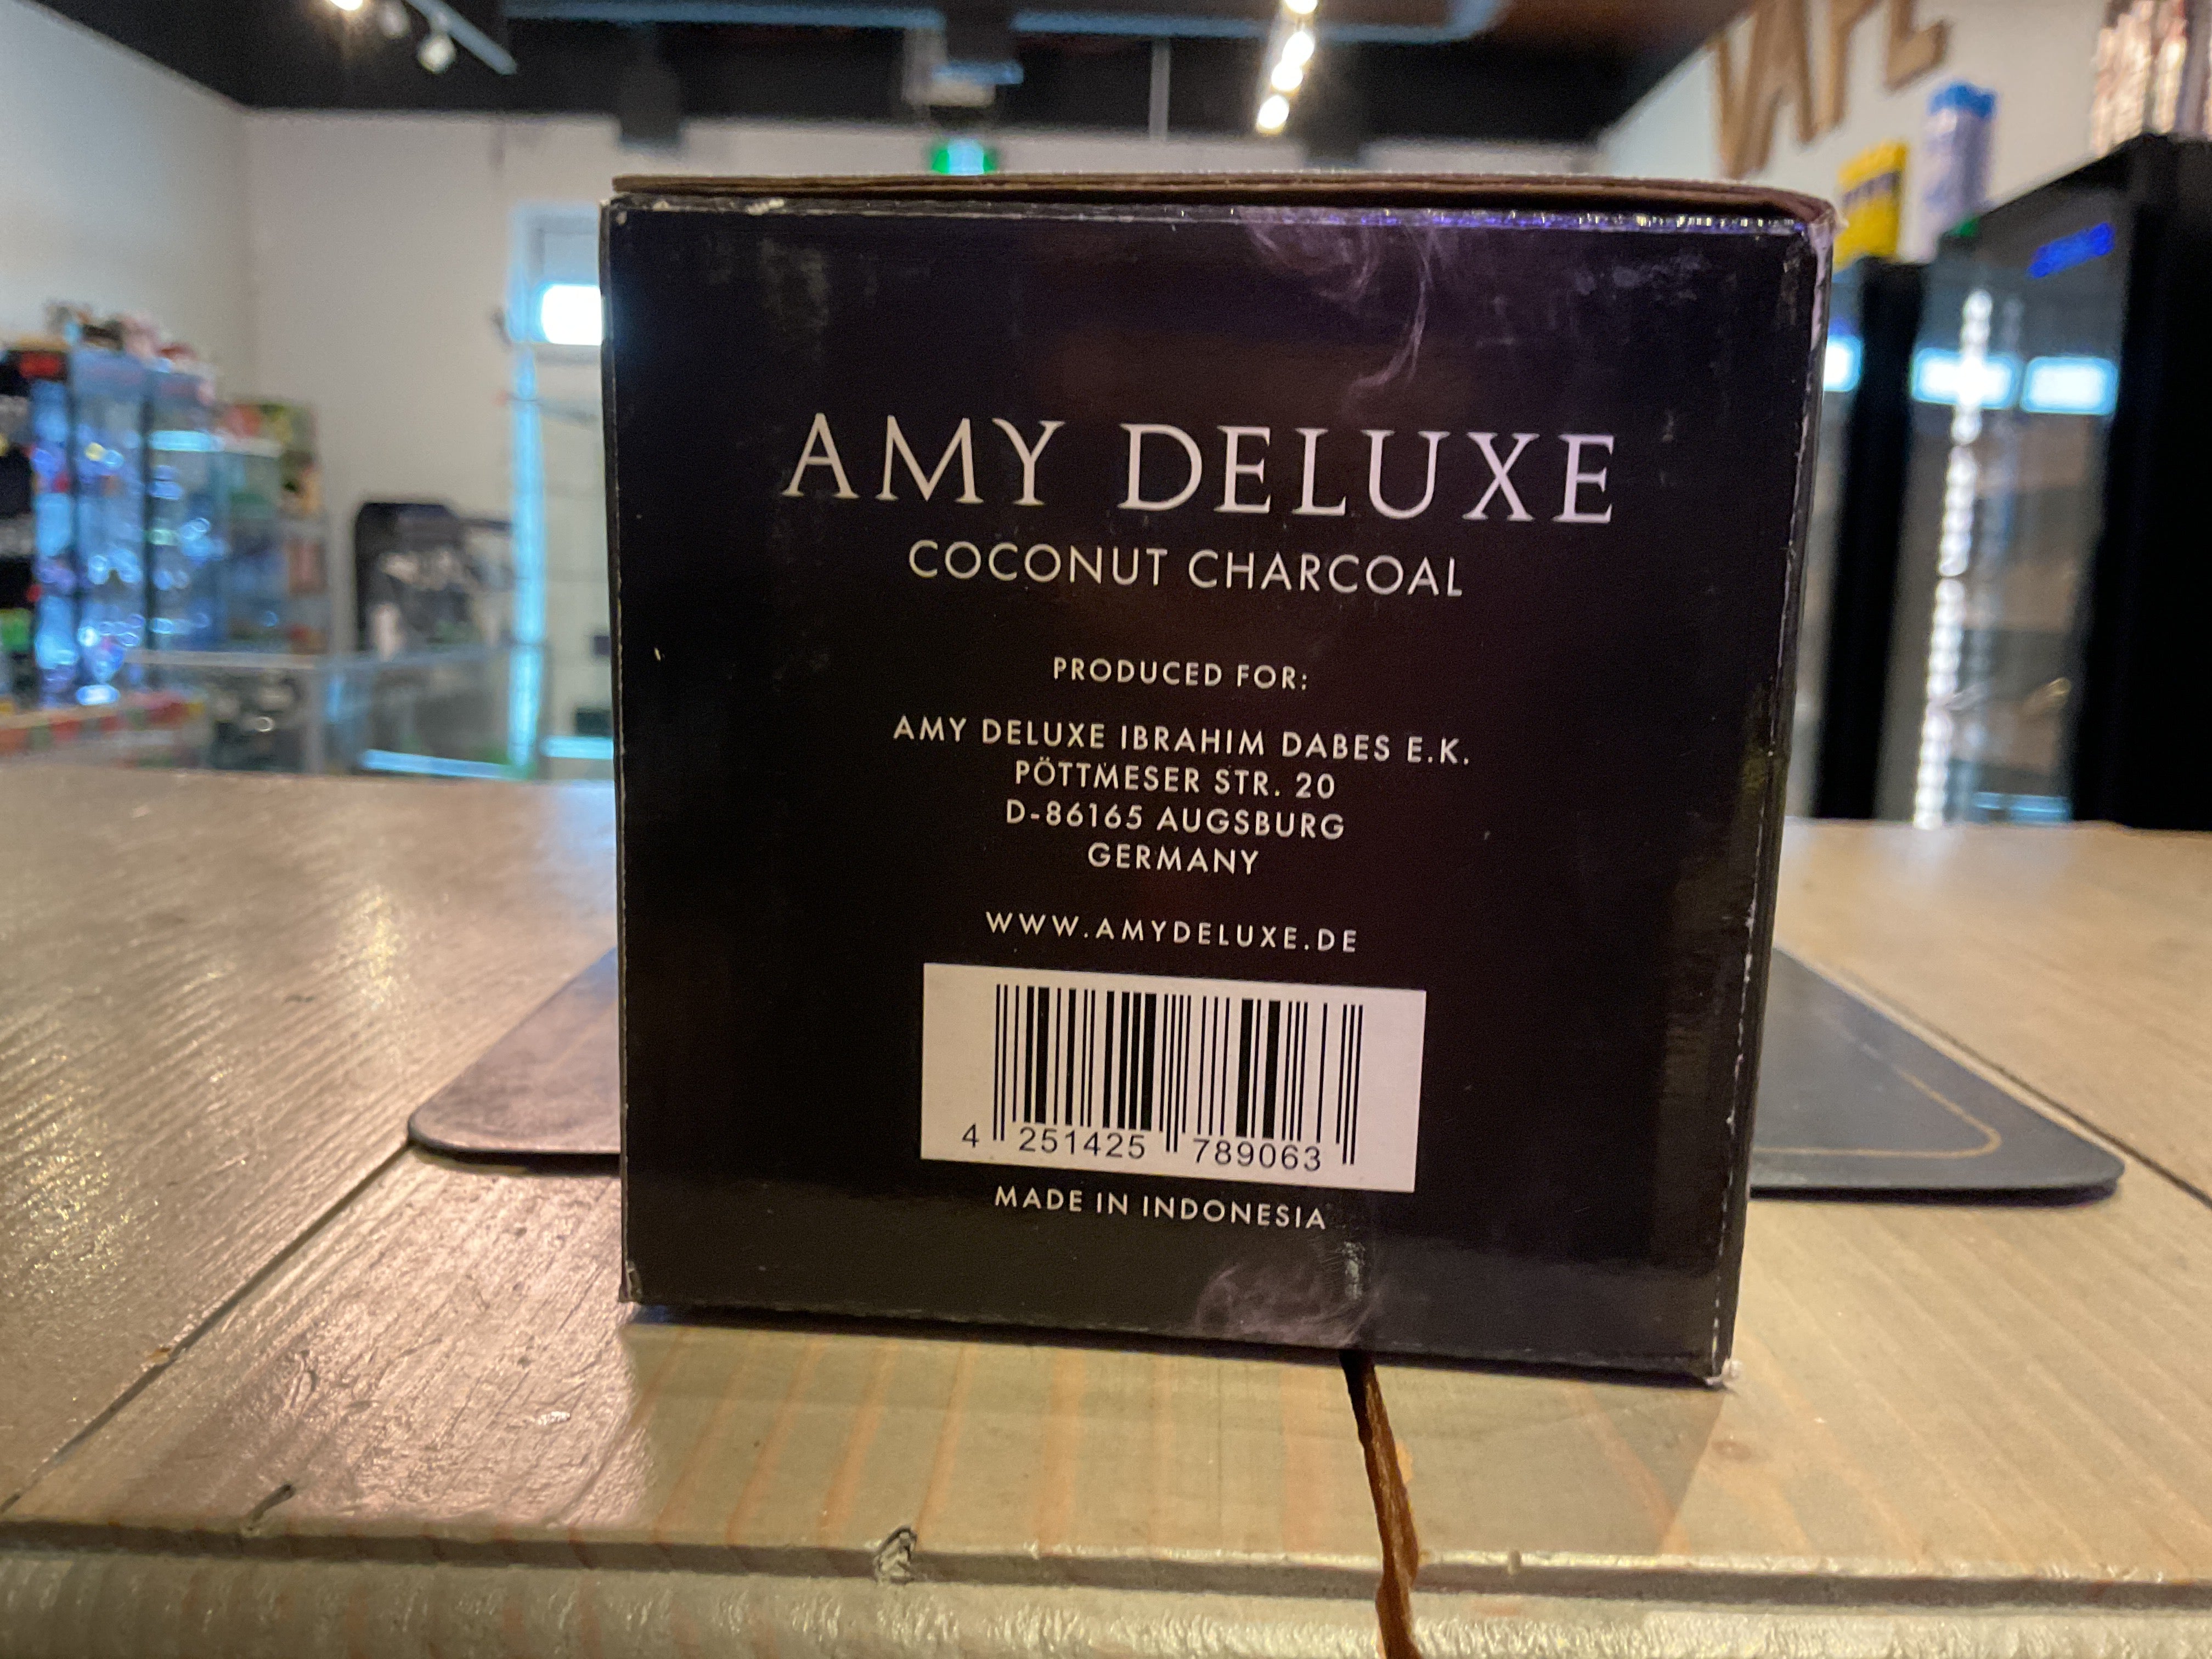 VAPE
AMY DELUXE
COCONUT CHARCOAL
PRODUCED FOR:
AMY DELUXE IBRAHIM DABES E.K.
PÖTTMESER STR. 20
D-86165 AUGSBURG
GERMANY
WWW.AMYDELUXE.DE
4 251425 789063
MADE IN INDONESIA